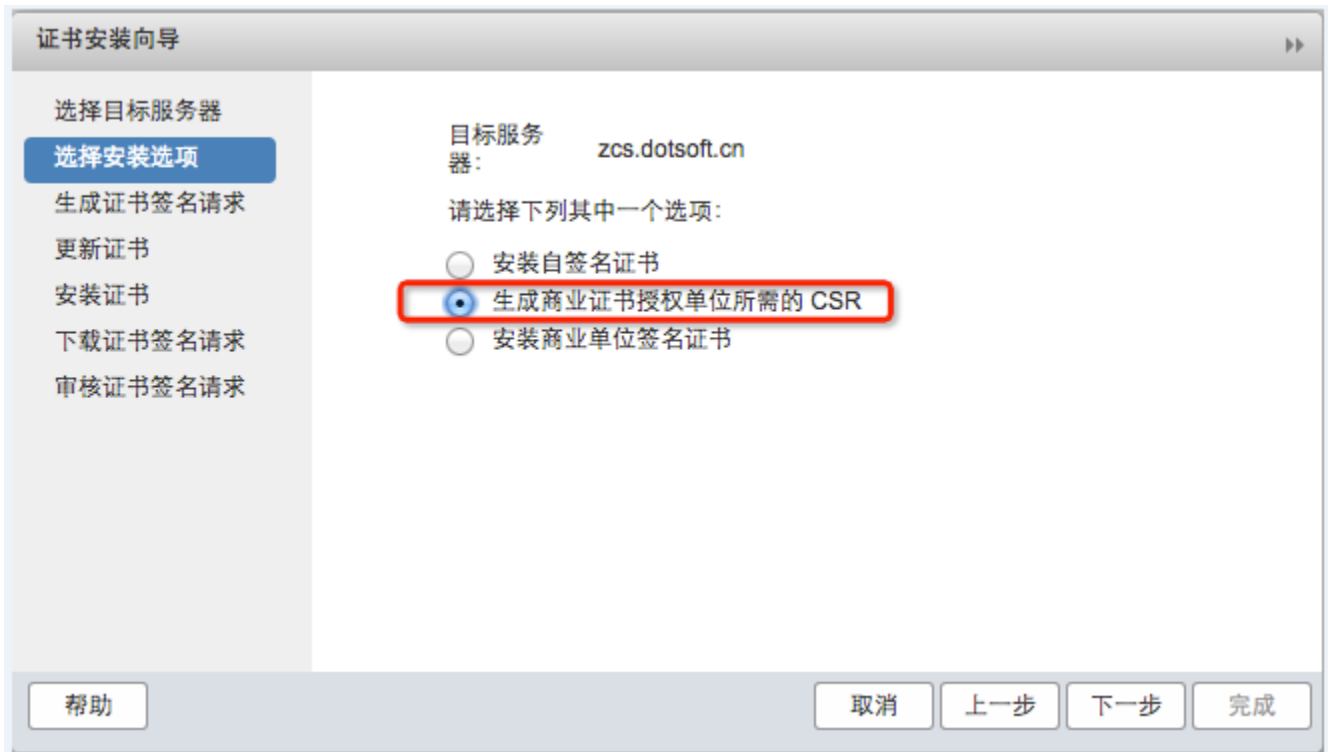 证书安装向导
选择目标服务器
选择安装选项
生成证书签名请求
更新证书
安装证书
下载证书签名请求
审核证书签名请求
目标服务
器:
zcs.dotsoft.cn
请选择下列其中一个选项:
安装自签名证书
生成商业证书授权单位所需的 CSR
安装商业单位签名证书
帮助
取消
上一步
下一步
完成